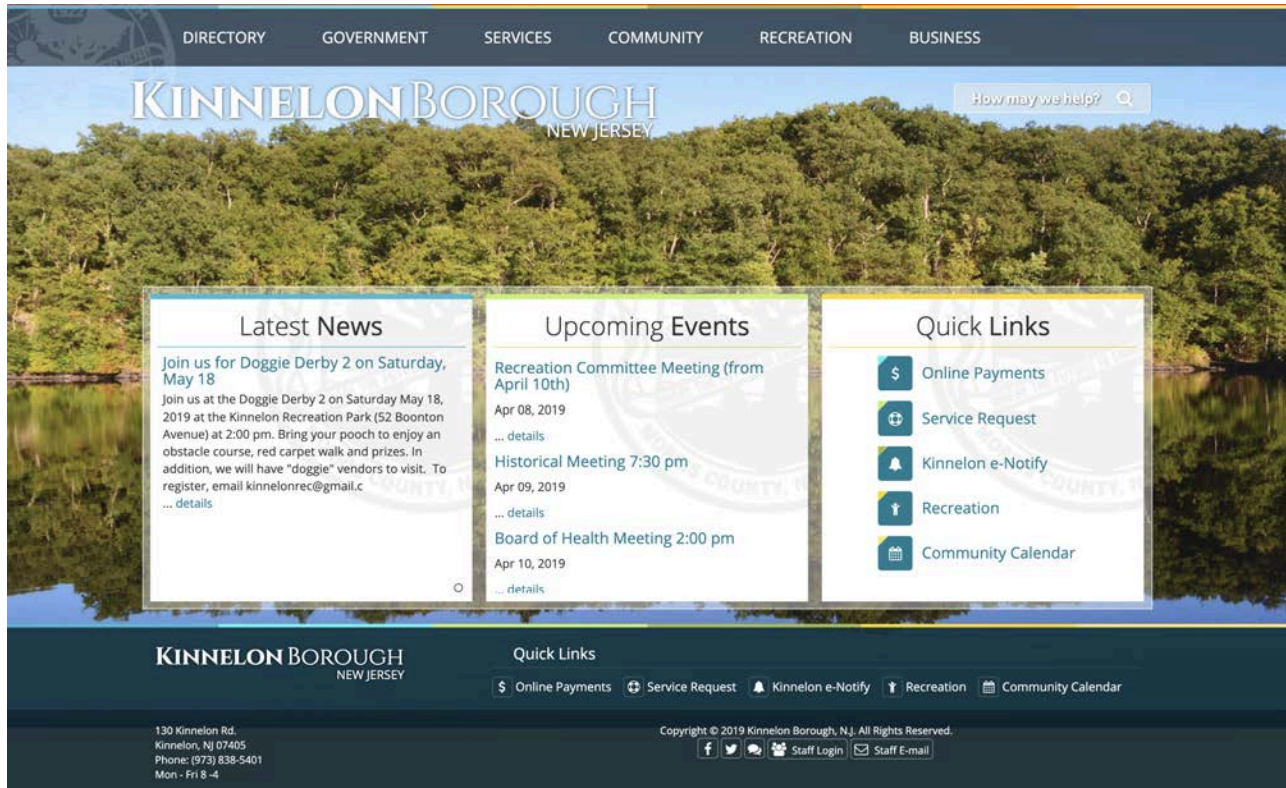 1922
DIRECTORY GOVERNMENT SERVICES COMMUNITY RECREATION BUSINESS
KINNELON BOROUGH
NEW JERSEY
How may we help?
Latest News
Join us for Doggie Derby 2 on Saturday,
May 18
Join us at the Doggie Derby 2 on Saturday May 18,
2019 at the Kinnelon Recreation Park (52 Boonton
Avenue) at 2:00 pm. Bring your pooch to enjoy an
obstacle course, red carpet walk and prizes. In
addition, we will have "doggie" vendors to visit. To
register, email kinnelonrec@gmail.c
... details
Upcoming Events
Recreation Committee Meeting (from
April 10th)
Apr 08, 2019
... details
Historical Meeting 7:30 pm
Apr 09, 2019
... details
Board of Health Meeting 2:00 pm
Apr 10, 2019
... details
Quick Links
$ Online Payments
Service Request
Kinnelon e-Notify
Recreation
Community Calendar
KINNELON BOROUGH
NEW JERSEY
Quick Links
$ Online Payments Service Request Kinnelon e-Notify Recreation Community Calendar
130 Kinnelon Rd.
Kinnelon, NJ 07405
Phone: (973) 838-5401
Mon - Fri 8 -4
Copyright © 2019 Kinnelon Borough, N.J. All Rights Reserved.
Staff Login Staff E-mail